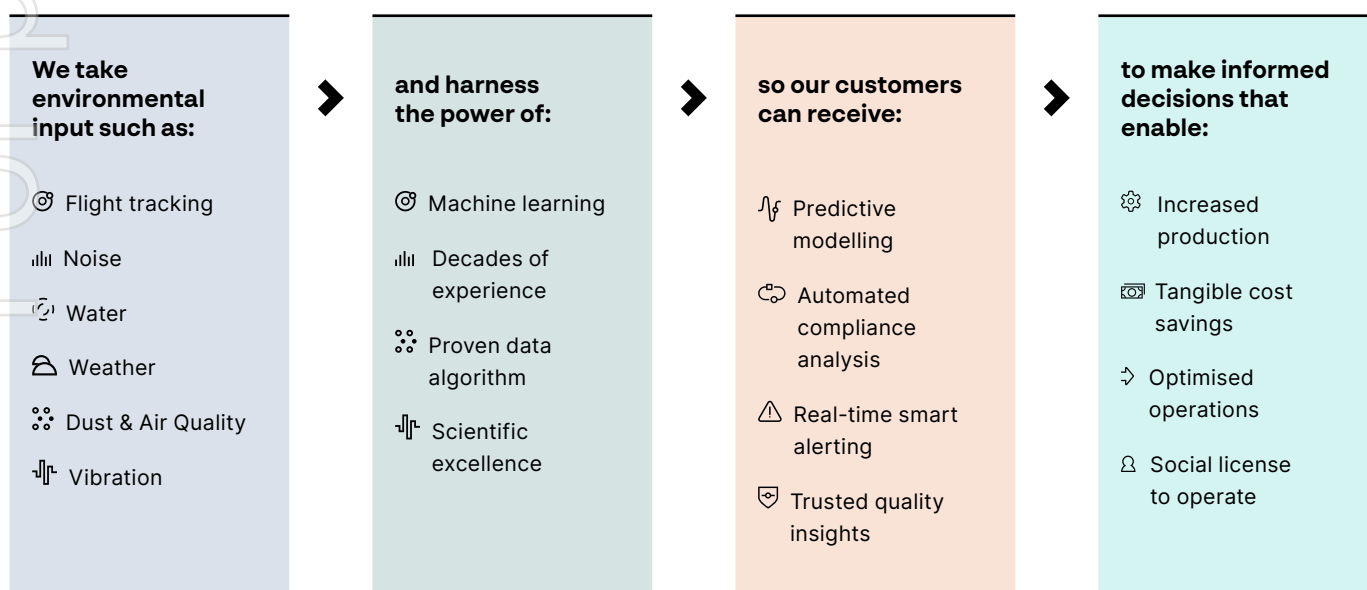 We take
environmental
input such as:
Flight tracking
Noise
Water
Weather
Dust & Air Quality
Vibration
and harness
the power of:
Machine learning
Decades of
experience
Proven data
algorithm
Scientific
excellence
so our customers
can receive:
Predictive
modelling
Automated
compliance
analysis
Real-time smart
alerting
Trusted quality
insights
to make informed
decisions that
enable:
Increased
production
Tangible cost
savings
Optimised
operations
Social license
to operate